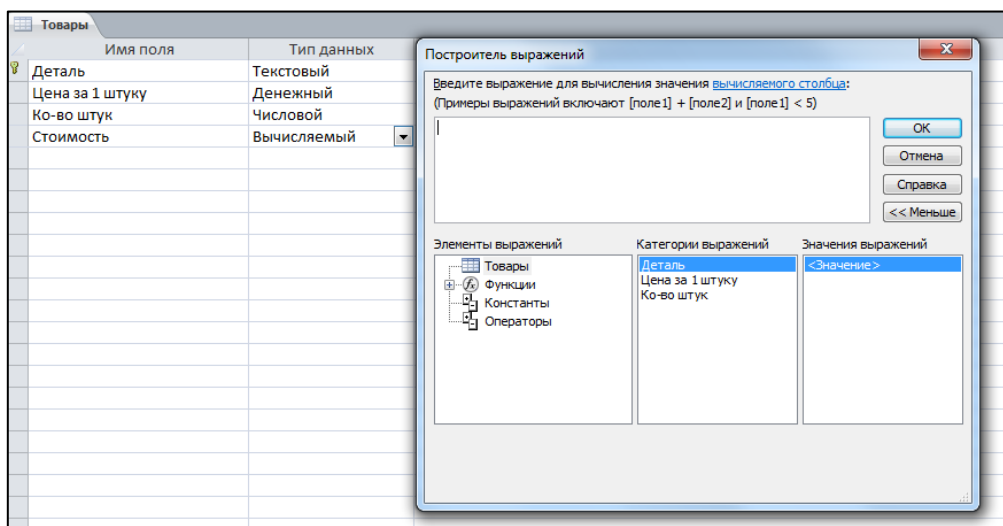 Товары
Имя поля Тип данных
Деталь Текстовый
Цена за 1 штуку Денежный
Ко-во штук Числовой
Стоимость Вычисляемый
Построитель выражений
Введите выражение для вычисления значения вычисляемого столбца:
(Примеры выражений включают [поле1] + [поле2] и [поле1] < 5)
ОК
Отмена
Справка
<< Меньше
Элементы выражений
Товары
Функции
Константы
Операторы
Категории выражений
Деталь
Цена за 1 штуку
Ко-во штук
Значения выражений
<Значение>